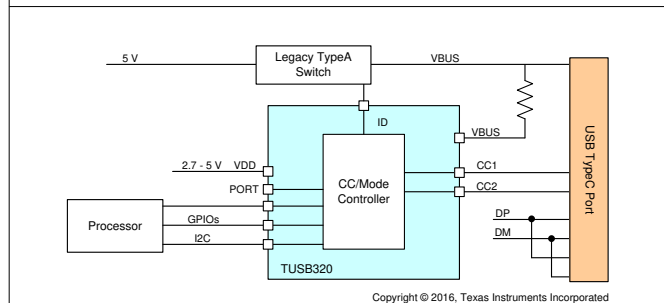 5 V
Legacy TypeA
Switch
VBUS
ID
VBUS
2.7 - 5 V VDD
PORT
CC/Mode
Controller
CC1
CC2
Processor
GPIOs
I2C
DP
DM
TUSB320
USB TypeC Port
Copyright © 2016, Texas Instruments Incorporated